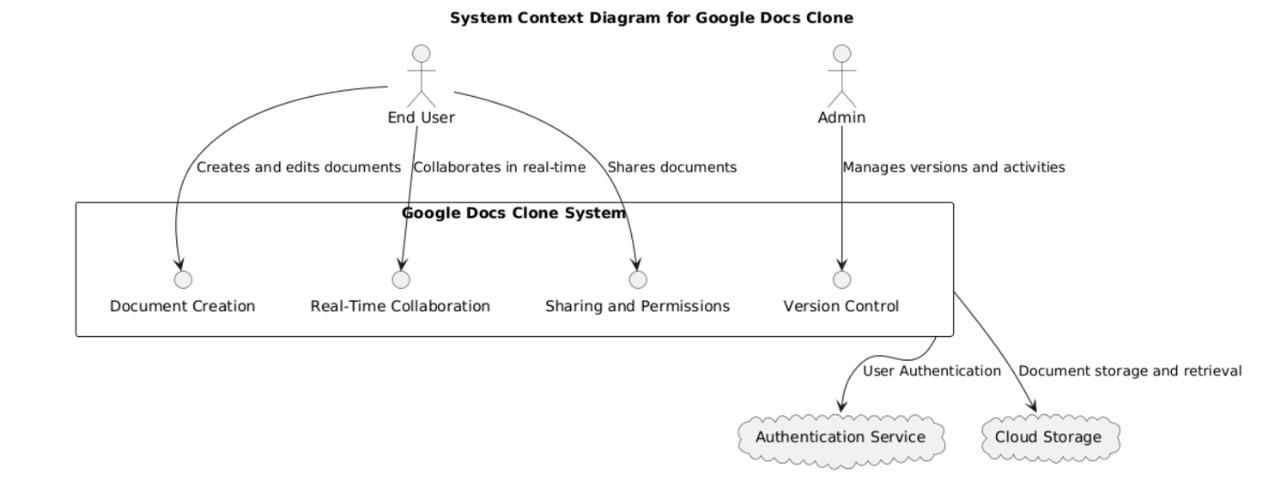 System Context Diagram for Google Docs Clone
End User
Admin
Creates and edits documents
Collaborates in real-time
Shares documents
Manages versions and activities
Google Docs Clone System
Document Creation
Real-Time Collaboration
Sharing and Permissions
Version Control
User Authentication
Document storage and retrieval
Authentication Service
Cloud Storage